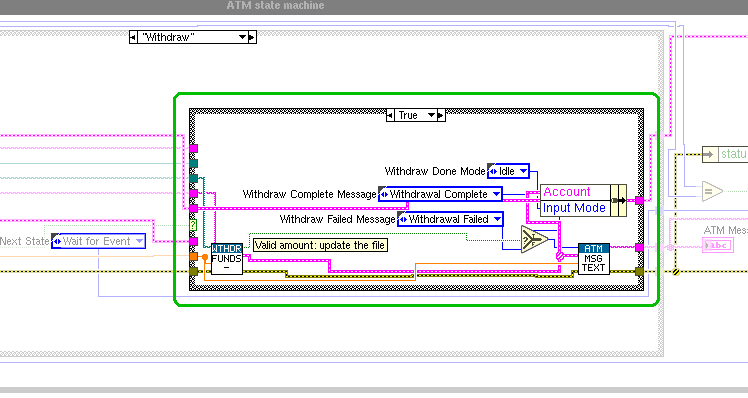 ATM state machine
"Withdraw"
True
Withdraw Done Mode
Idle
Withdraw Complete Message
Withdrawal Complete
Account
Input Mode
Withdraw Failed Message
Withdrawal Failed
?
Next State
Wait for Event
Valid amount: update the file
WTHDR
FUNDS
–
?
T
F
ATM
MSG
TEXT
statu
=
ATM Mess
abc